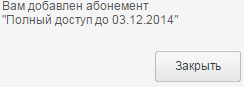 Вам добавлен абонемент
"Полный доступ до 03.12.2014"
Закрыть